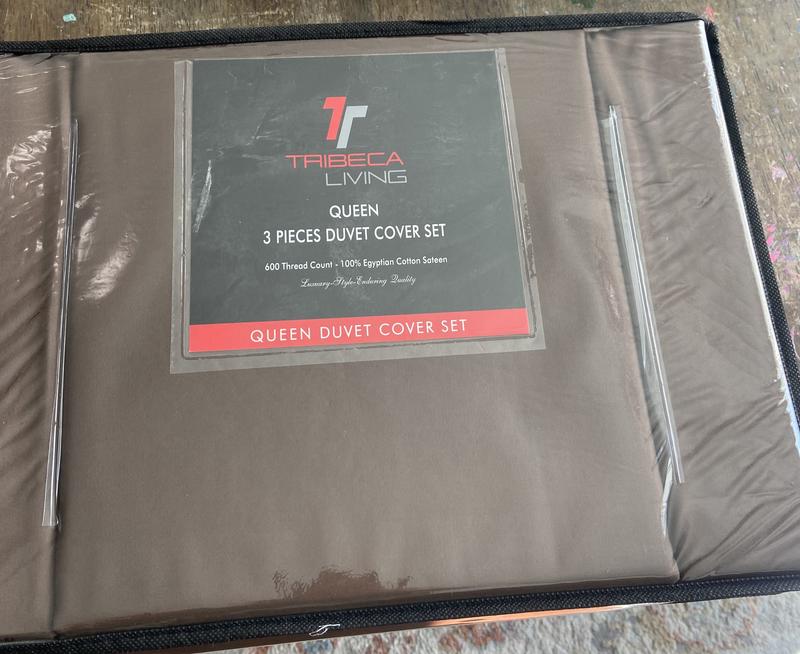 TRIBECA
LIVING
QUEEN
3 PIECES DUVET COVER SET
600 Thread Count - 100% Egyptian Cotton Sateen
Luxuary-Style-Enduring Quality
QUEEN DUVET COVER SET